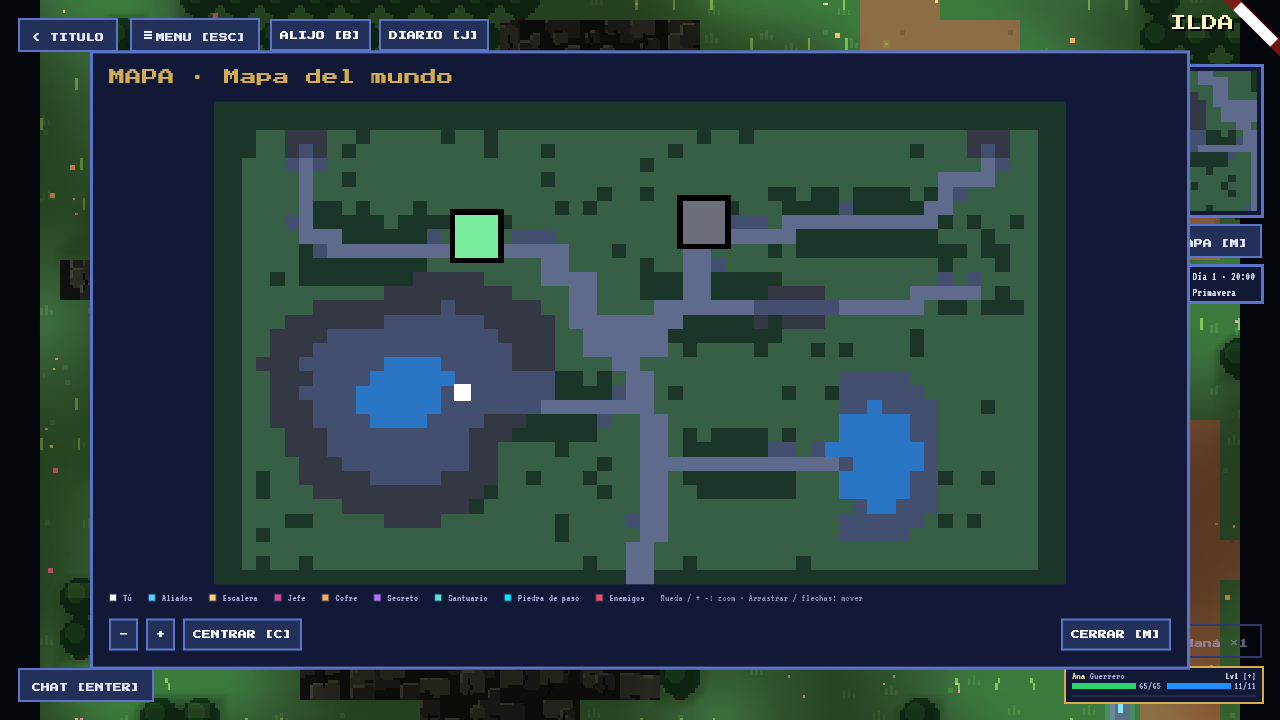 < TITULO
≡ MENU [ESC]
ALIJO [B]
DIARIO [J]
ILDA
MAPA · Mapa del mundo
APA [M]
Día 1 · 20:00
Primavera
Tú
Aliados
Escalera
Jefe
Cofre
Secreto
Santuario
Piedra de paso
Enemigos
Rueda / + -: zoom · Arrastrar / flechas: mover
-
+
CENTRAR [C]
CERRAR [M]
Maná ×1
CHAT [ENTER]
Ana Guerrero
Lv1 [+]
65/65
11/11